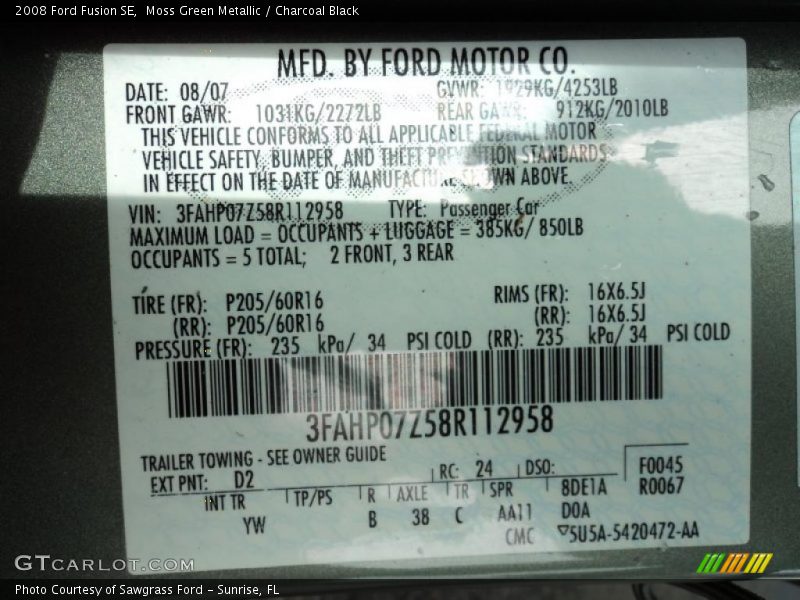 2008 Ford Fusion SE, Moss Green Metallic / Charcoal Black
MFD. BY FORD MOTOR CO.
DATE: 08/07 GVWR: 1929KG/4253LB
FRONT GAWR: 1031KG/2272LB REAR GAWR: 912KG/2010LB
THIS VEHICLE CONFORMS TO ALL APPLICABLE FEDERAL MOTOR
VEHICLE SAFETY, BUMPER, AND THEFT PREVENTION STANDARDS
IN EFFECT ON THE DATE OF MANUFACTURE SHOWN ABOVE.
VIN: 3FAHP07Z58R112958 TYPE: Passenger Car
MAXIMUM LOAD = OCCUPANTS + LUGGAGE = 385KG/ 850LB
OCCUPANTS = 5 TOTAL; 2 FRONT, 3 REAR
TIRE (FR): P205/60R16 RIMS (FR): 16X6.5J
(RR): P205/60R16 (RR): 16X6.5J
PRESSURE (FR): 235 kPa/ 34 PSI COLD (RR): 235 kPa/ 34 PSI COLD
3FAHP07Z58R112958
TRAILER TOWING - SEE OWNER GUIDE
EXT PNT: D2 RC: 24 DSO: F0045
INT TR TP/PS R AXLE TR SPR 8DE1A R0067
YW B 38 C AA11 D0A
CMC 5U5A-5420472-AA
GTCARLOT.COM
Photo Courtesy of Sawgrass Ford - Sunrise, FL